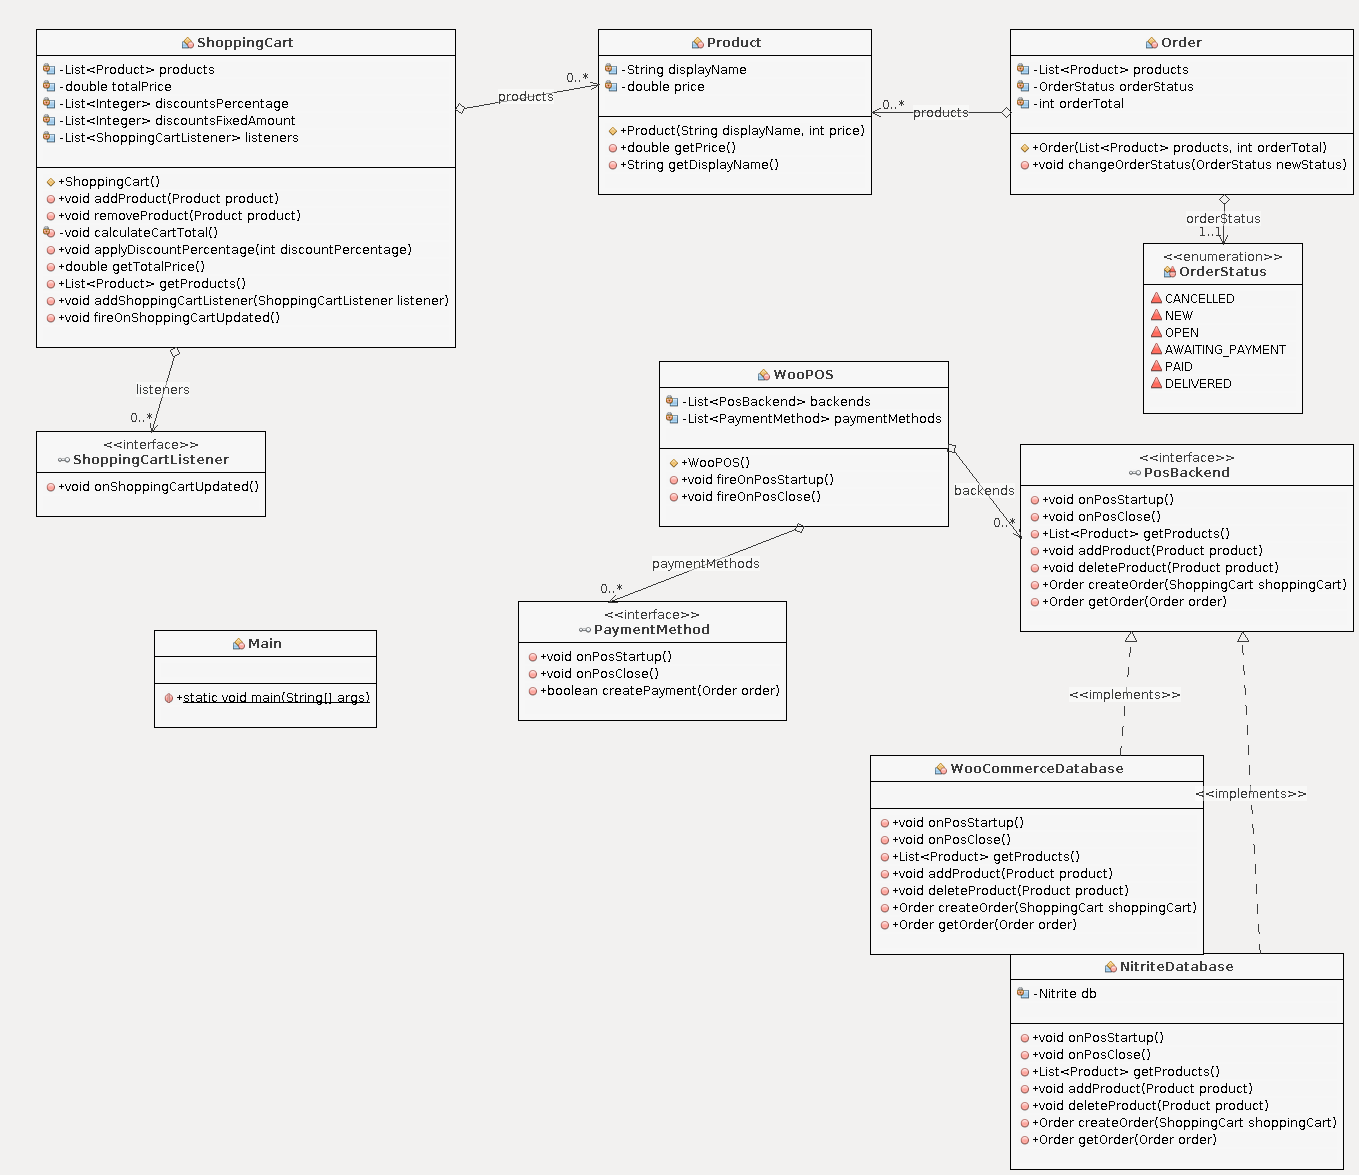 ShoppingCart
-List<Product> products
-double totalPrice
-List<Integer> discountsPercentage
-List<Integer> discountsFixedAmount
-List<ShoppingCartListener> listeners
+ShoppingCart()
+void addProduct(Product product)
+void removeProduct(Product product)
-void calculateCartTotal()
+void applyDiscountPercentage(int discountPercentage)
+double getTotalPrice()
+List<Product> getProducts()
+void addShoppingCartListener(ShoppingCartListener listener)
+void fireOnShoppingCartUpdated()
0..*
products
Product
-String displayName
-double price
+Product(String displayName, int price)
+double getPrice()
+String getDisplayName()
0..*
products
Order
-List<Product> products
-OrderStatus orderStatus
-int orderTotal
+Order(List<Product> products, int orderTotal)
+void changeOrderStatus(OrderStatus newStatus)
orderStatus
1..1
<<enumeration>>
OrderStatus
CANCELLED
NEW
OPEN
AWAITING_PAYMENT
PAID
DELIVERED
listeners
0..*
<<interface>>
ShoppingCartListener
+void onShoppingCartUpdated()
WooPOS
-List<PosBackend> backends
-List<PaymentMethod> paymentMethods
+WooPOS()
+void fireOnPosStartup()
+void fireOnPosClose()
backends
0..*
<<interface>>
PosBackend
+void onPosStartup()
+void onPosClose()
+List<Product> getProducts()
+void addProduct(Product product)
+void deleteProduct(Product product)
+Order createOrder(ShoppingCart shoppingCart)
+Order getOrder(Order order)
paymentMethods
0..*
<<interface>>
PaymentMethod
+void onPosStartup()
+void onPosClose()
+boolean createPayment(Order order)
Main
+static void main(String[] args)
<<implements>>
<<implements>>
WooCommerceDatabase
+void onPosStartup()
+void onPosClose()
+List<Product> getProducts()
+void addProduct(Product product)
+void deleteProduct(Product product)
+Order createOrder(ShoppingCart shoppingCart)
+Order getOrder(Order order)
NitriteDatabase
-Nitrite db
+void onPosStartup()
+void onPosClose()
+List<Product> getProducts()
+void addProduct(Product product)
+void deleteProduct(Product product)
+Order createOrder(ShoppingCart shoppingCart)
+Order getOrder(Order order)